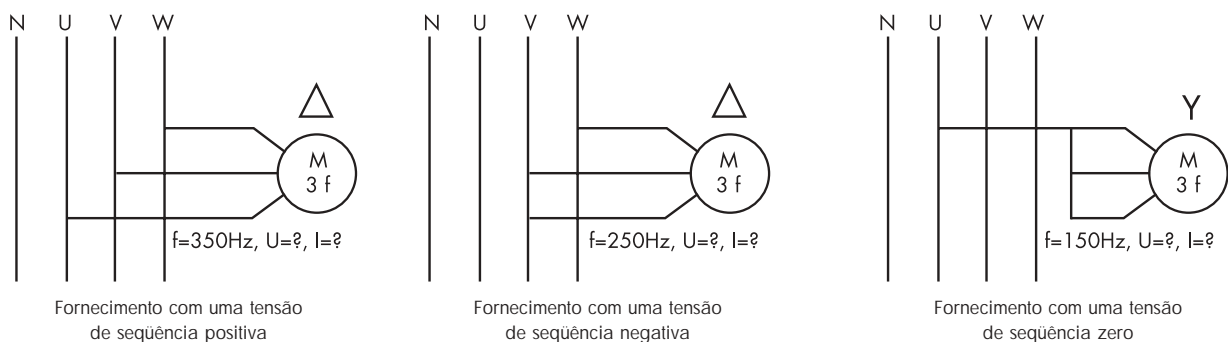 N U V W
Δ
M
3 f
f=350Hz, U=?, I=?
Fornecimento com uma tensão
de seqüência positiva
N U V W
Δ
M
3 f
f=250Hz, U=?, I=?
Fornecimento com uma tensão
de seqüência negativa
N U V W
Y
M
3 f
f=150Hz, U=?, I=?
Fornecimento com uma tensão
de seqüência zero